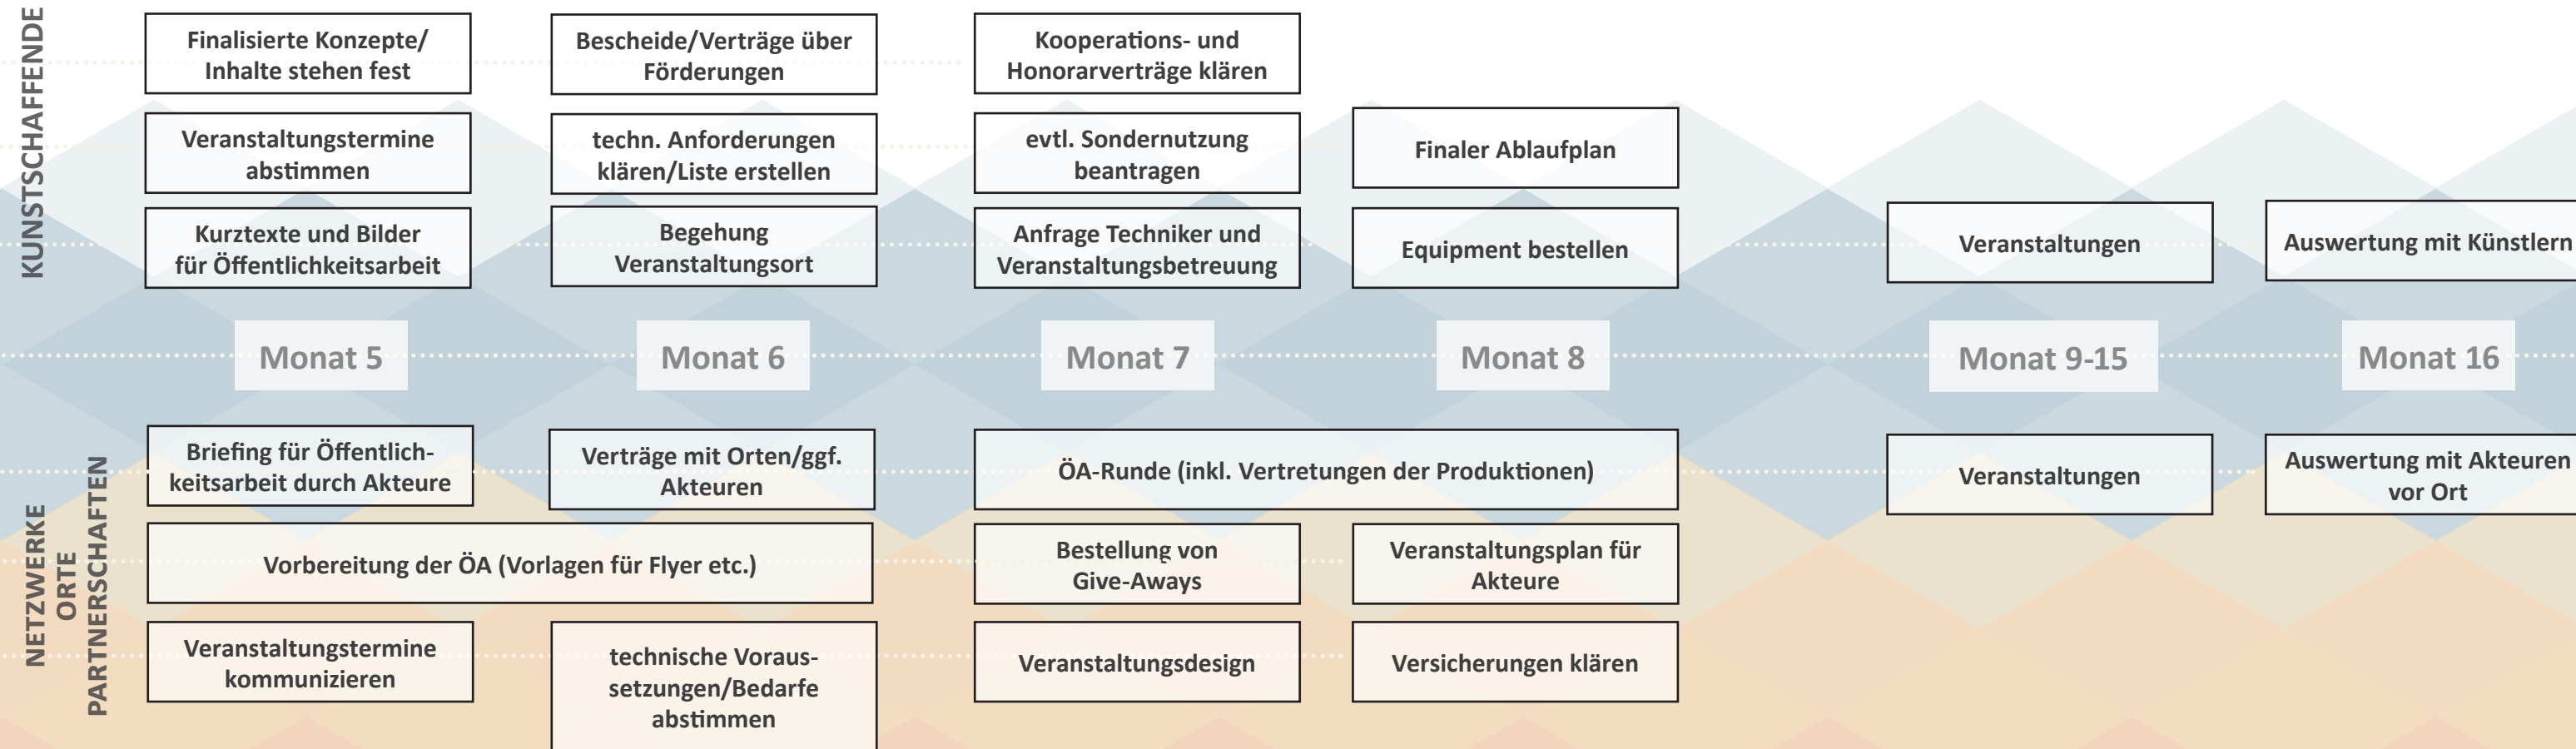 KUNSTSCHAFFENDE
Finalisierte Konzepte/
Inhalte stehen fest
Bescheide/Verträge über
Förderungen
Kooperations- und
Honorarverträge klären
Veranstaltungstermine
abstimmen
techn. Anforderungen
klären/Liste erstellen
evtl. Sondernutzung
beantragen
Finaler Ablaufplan
Kurztexte und Bilder
für Öffentlichkeitsarbeit
Begehung
Veranstaltungsort
Anfrage Techniker und
Veranstaltungsbetreuung
Equipment bestellen
Veranstaltungen
Auswertung mit Künstlern
Monat 5
Monat 6
Monat 7
Monat 8
Monat 9-15
Monat 16
NETZWERKE
ORTE
PARTNERSCHAFTEN
Briefing für Öffentlich-
keitsarbeit durch Akteure
Verträge mit Orten/ggf.
Akteuren
ÖA-Runde (inkl. Vertretungen der Produktionen)
Veranstaltungen
Auswertung mit Akteuren
vor Ort
Vorbereitung der ÖA (Vorlagen für Flyer etc.)
Bestellung von
Give-Aways
Veranstaltungsplan für
Akteure
Veranstaltungstermine
kommunizieren
technische Voraus-
setzungen/Bedarfe
abstimmen
Veranstaltungsdesign
Versicherungen klären